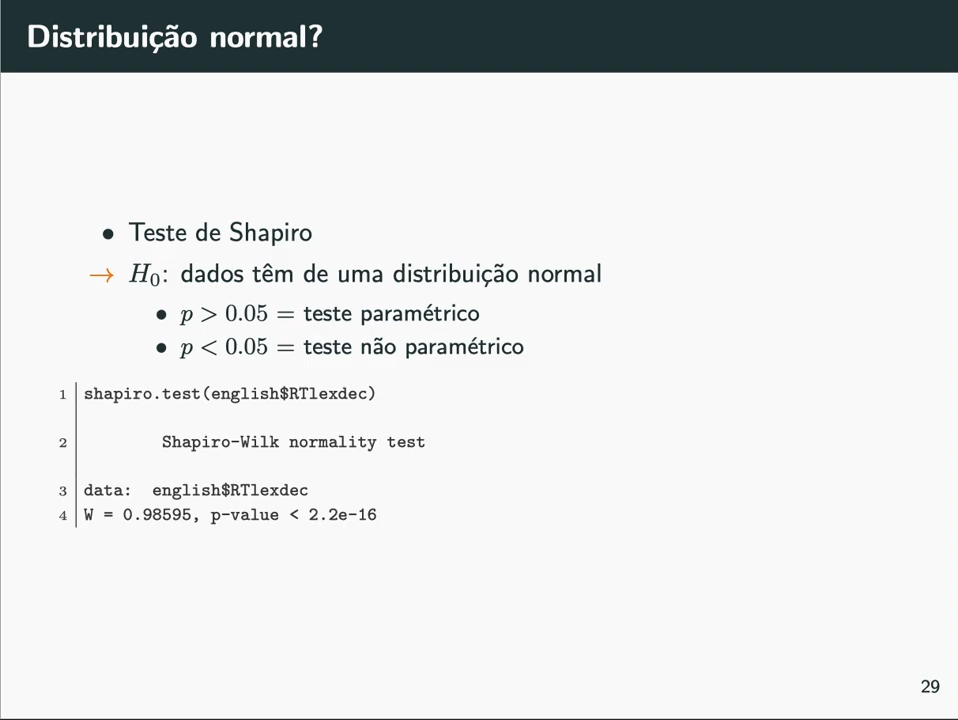 Distribuição normal?
• Teste de Shapiro
→ H₀: dados têm de uma distribuição normal
• p > 0.05 = teste paramétrico
• p < 0.05 = teste não paramétrico
1 shapiro.test(english$RTlexdec)
2 Shapiro-Wilk normality test
3 data: english$RTlexdec
4 W = 0.98595, p-value < 2.2e-16
29